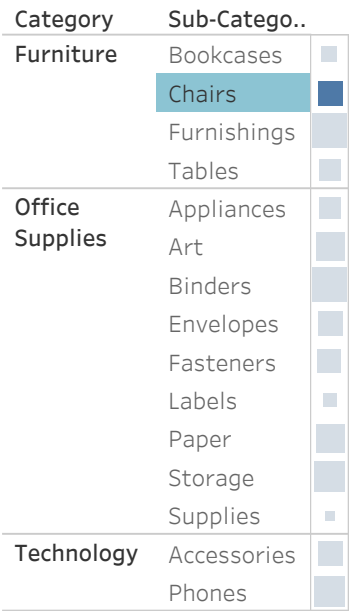 Category Sub-Catego..
Furniture Bookcases
Chairs
Furnishings
Tables
Office Appliances
Supplies Art
Binders
Envelopes
Fasteners
Labels
Paper
Storage
Supplies
Technology Accessories
Phones